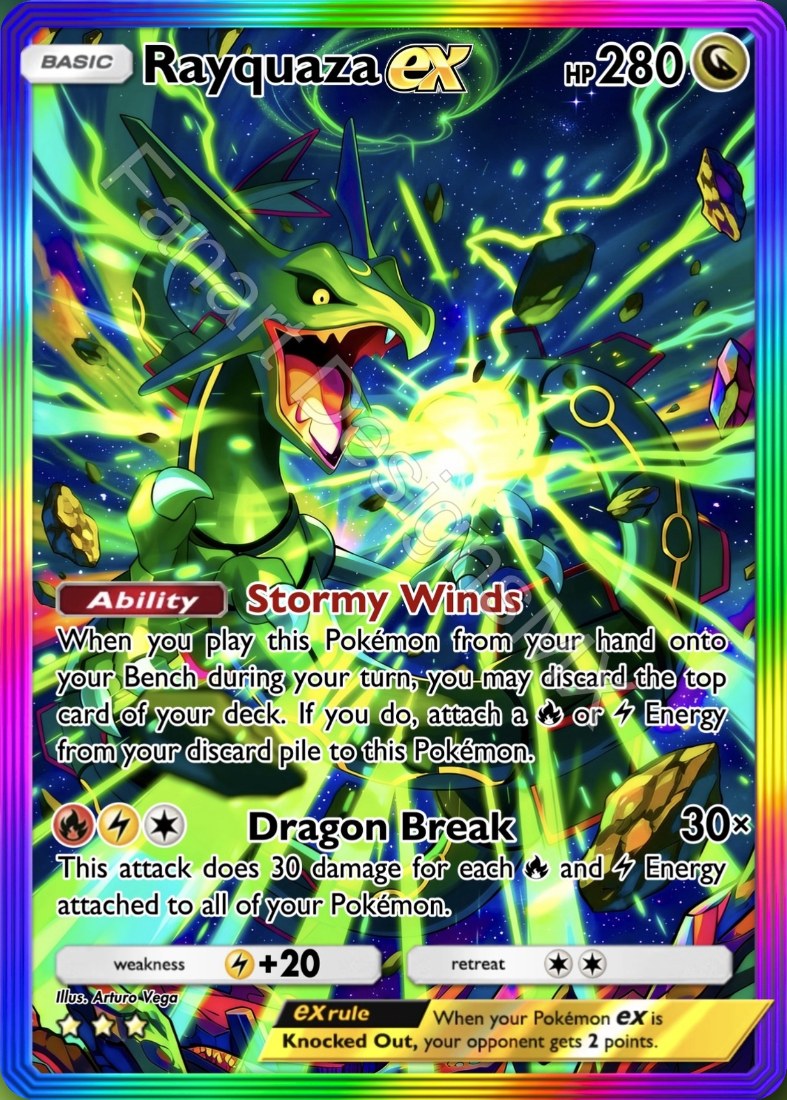 BASIC Rayquaza ex HP 280
Fanart DesignsMX
Ability Stormy Winds
When you play this Pokémon from your hand onto
your Bench during your turn, you may discard the top
card of your deck. If you do, attach a or Energy
from your discard pile to this Pokémon.
Dragon Break 30×
This attack does 30 damage for each and Energy
attached to all of your Pokémon.
weakness +20 retreat
Illus. Arturo Vega
ex rule When your Pokémon ex is
Knocked Out, your opponent gets 2 points.